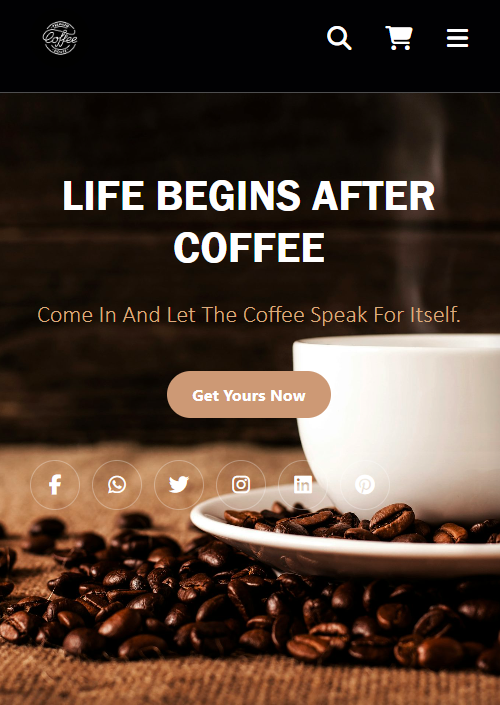 Coffee
LIFE BEGINS AFTER
COFFEE
Come In And Let The Coffee Speak For Itself.
Get Yours Now